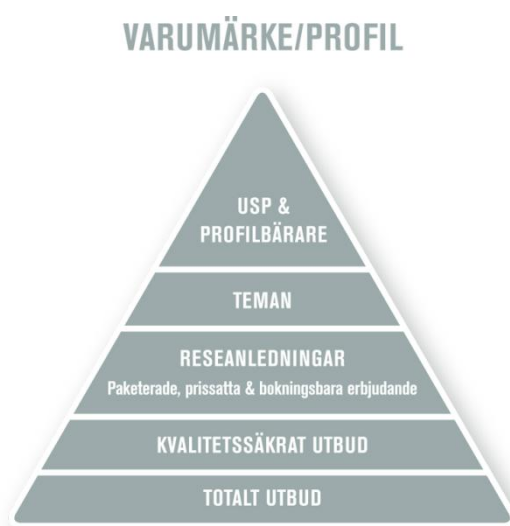 VARUMÄRKE/PROFIL
USP &
PROFILBÄRARE
TEMAN
RESEANLEDNINGAR
Paketerade, prissatta & bokningsbara erbjudande
KVALITETSSÄKRAT UTBUD
TOTALT UTBUD